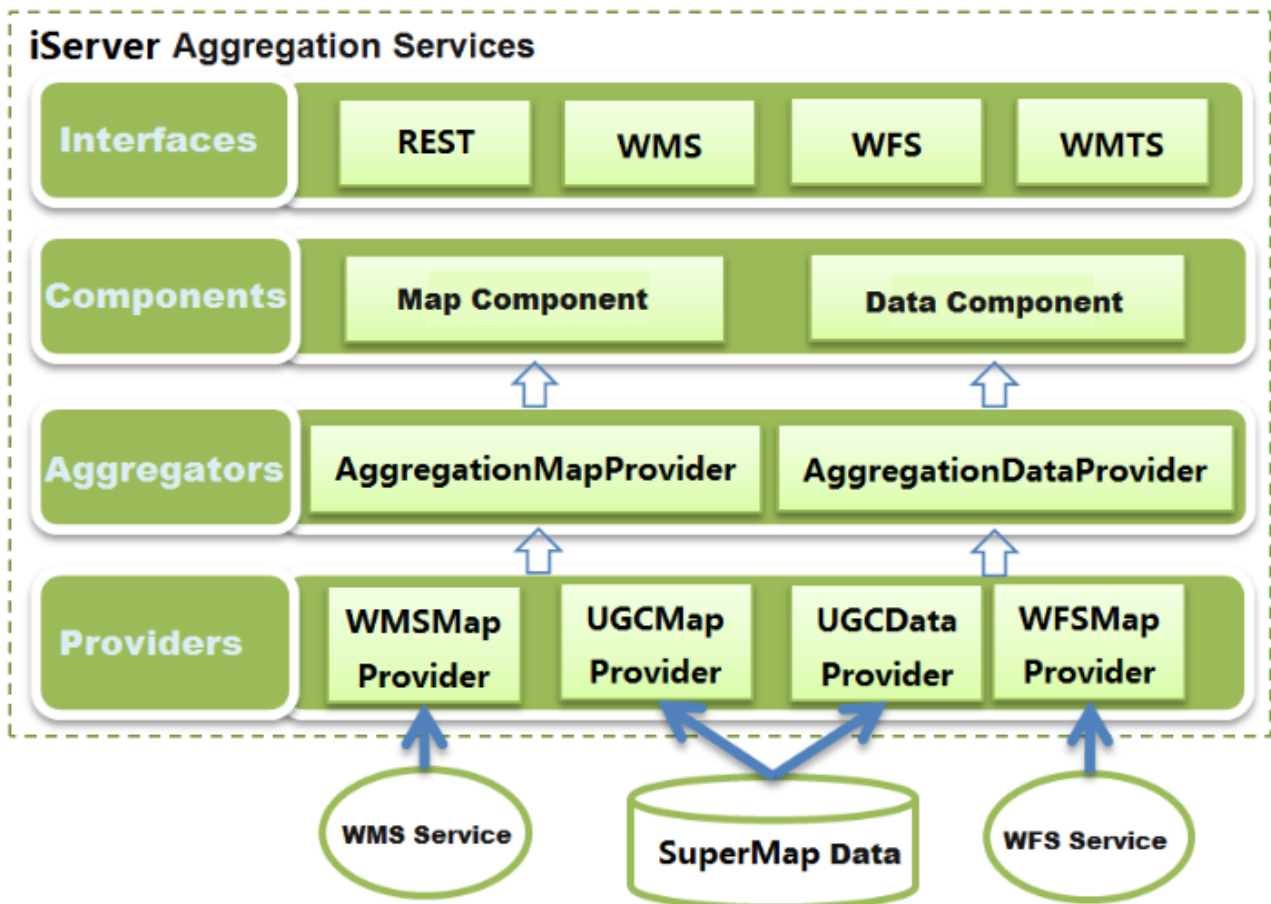 iServer Aggregation Services
Interfaces
REST
WMS
WFS
WMTS
Components
Map Component
Data Component
Aggregators
AggregationMapProvider
AggregationDataProvider
Providers
WMSMap
Provider
UGCMap
Provider
UGCData
Provider
WFSMap
Provider
WMS Service
SuperMap Data
WFS Service